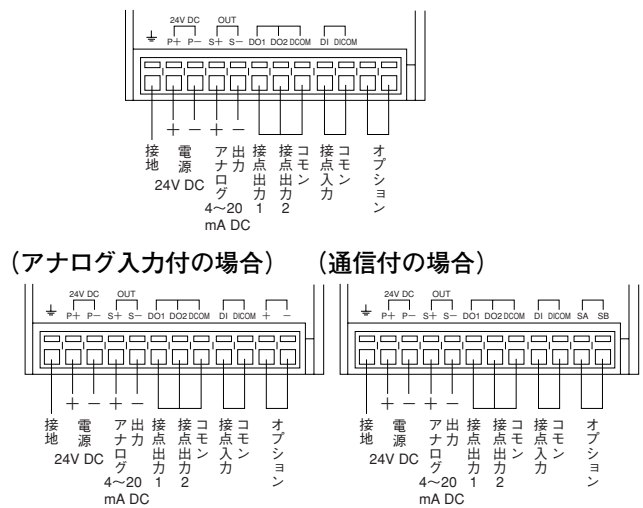 24V DC OUT
P+ P− S+ S− DO1 DO2 DCOM DI DICOM
接地
+ − + −
電源
24V DC
アナログ出力
4〜20
mA DC
接点出力1
接点出力2
コモン
接点入力
コモン
オプション
(アナログ入力付の場合)
24V DC OUT
P+ P− S+ S− DO1 DO2 DCOM DI DICOM + −
接地
+ − + −
電源
24V DC
アナログ出力
4〜20
mA DC
接点出力1
接点出力2
コモン
接点入力
コモン
オプション
(通信付の場合)
24V DC OUT
P+ P− S+ S− DO1 DO2 DCOM DI DICOM SA SB
接地
+ − + −
電源
24V DC
アナログ出力
4〜20
mA DC
接点出力1
接点出力2
コモン
接点入力
コモン
オプション